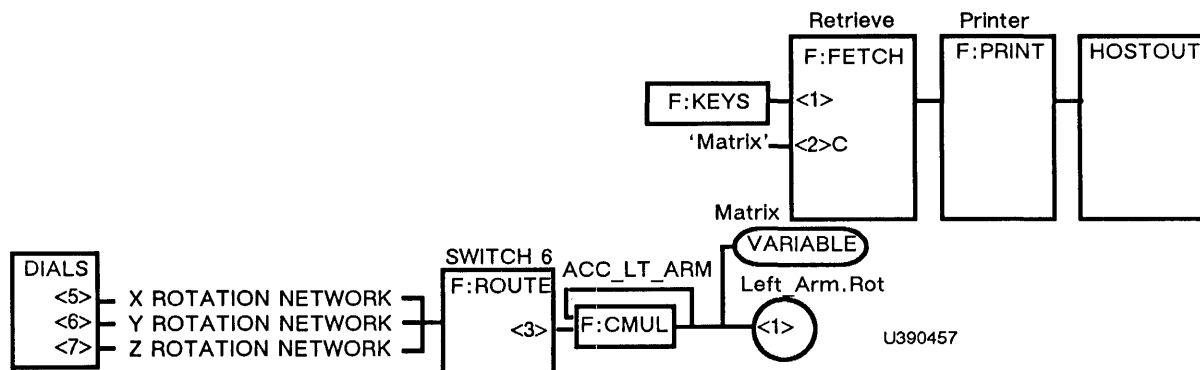 Retrieve
Printer
F:FETCH
F:PRINT
HOSTOUT
F:KEYS
<1>
'Matrix'
<2>C
Matrix
VARIABLE
DIALS
<5>
X ROTATION NETWORK
<6>
Y ROTATION NETWORK
<7>
Z ROTATION NETWORK
SWITCH 6
F:ROUTE
<3>
ACC_LT_ARM
F:CMUL
Left_Arm.Rot
<1>
U390457